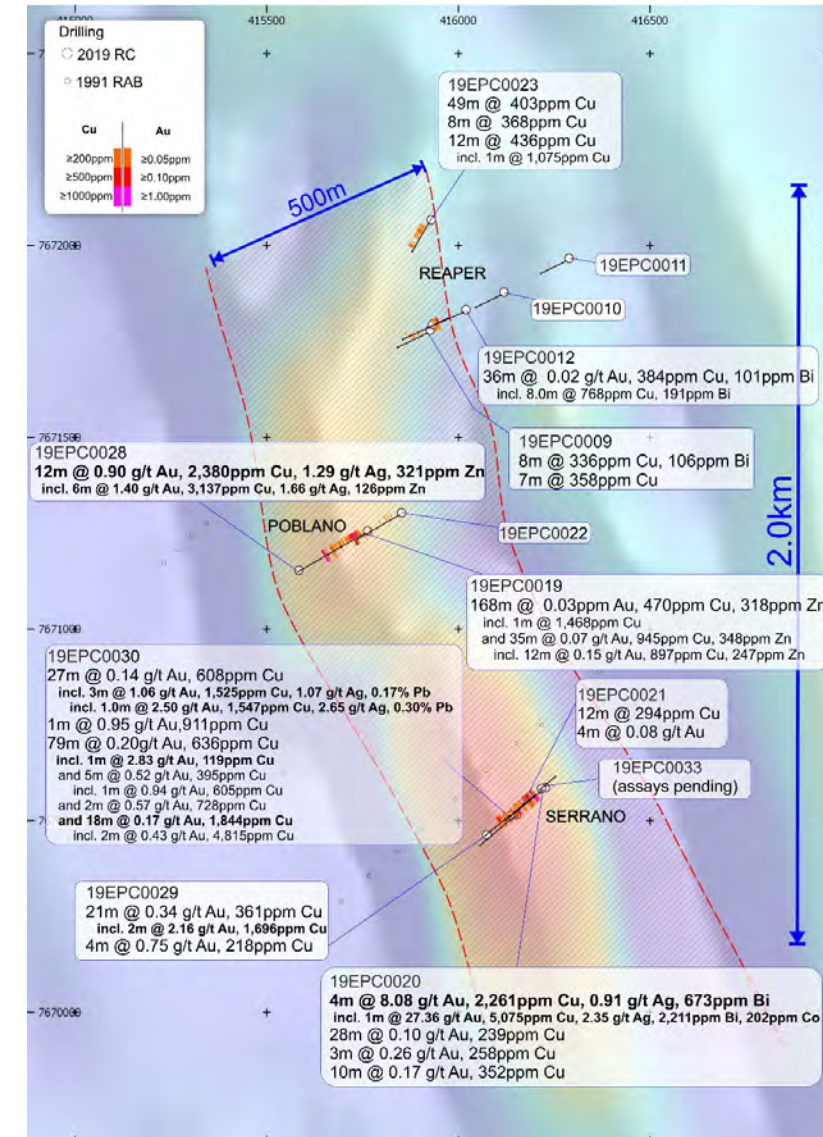 415000
415500
416000
416500
Drilling
2019 RC
1991 RAB
Cu Au
≥200ppm ≥0.05ppm
≥500ppm ≥0.10ppm
≥1000ppm ≥1.00ppm
19EPC0023
49m @ 403ppm Cu
8m @ 368ppm Cu
12m @ 436ppm Cu
incl. 1m @ 1,075ppm Cu
500m
7672000
REAPER
19EPC0011
19EPC0010
19EPC0012
36m @ 0.02 g/t Au, 384ppm Cu, 101ppm Bi
incl. 8.0m @ 768ppm Cu, 191ppm Bi
7671500
19EPC0009
8m @ 336ppm Cu, 106ppm Bi
7m @ 358ppm Cu
19EPC0028
12m @ 0.90 g/t Au, 2,380ppm Cu, 1.29 g/t Ag, 321ppm Zn
incl. 6m @ 1.40 g/t Au, 3,137ppm Cu, 1.66 g/t Ag, 126ppm Zn
2.0km
POBLANO
19EPC0022
19EPC0019
168m @ 0.03ppm Au, 470ppm Cu, 318ppm Zn
incl. 1m @ 1,468ppm Cu
and 35m @ 0.07 g/t Au, 945ppm Cu, 348ppm Zn
incl. 12m @ 0.15 g/t Au, 897ppm Cu, 247ppm Zn
7671000
19EPC0030
27m @ 0.14 g/t Au, 608ppm Cu
incl. 3m @ 1.06 g/t Au, 1,525ppm Cu, 1.07 g/t Ag, 0.17% Pb
incl. 1.0m @ 2.50 g/t Au, 1,547ppm Cu, 2.65 g/t Ag, 0.30% Pb
1m @ 0.95 g/t Au,911ppm Cu
79m @ 0.20g/t Au, 636ppm Cu
incl. 1m @ 2.83 g/t Au, 119ppm Cu
and 5m @ 0.52 g/t Au, 395ppm Cu
incl. 1m @ 0.94 g/t Au, 605ppm Cu
and 2m @ 0.57 g/t Au, 728ppm Cu
and 18m @ 0.17 g/t Au, 1,844ppm Cu
incl. 2m @ 0.43 g/t Au, 4,815ppm Cu
19EPC0021
12m @ 294ppm Cu
4m @ 0.08 g/t Au
19EPC0033
(assays pending)
SERRANO
19EPC0029
21m @ 0.34 g/t Au, 361ppm Cu
incl. 2m @ 2.16 g/t Au, 1,696ppm Cu
4m @ 0.75 g/t Au, 218ppm Cu
19EPC0020
4m @ 8.08 g/t Au, 2,261ppm Cu, 0.91 g/t Ag, 673ppm Bi
incl. 1m @ 27.36 g/t Au, 5,075ppm Cu, 2.35 g/t Ag, 2,211ppm Bi, 202ppm Co
28m @ 0.10 g/t Au, 239ppm Cu
3m @ 0.26 g/t Au, 258ppm Cu
10m @ 0.17 g/t Au, 352ppm Cu
7670000